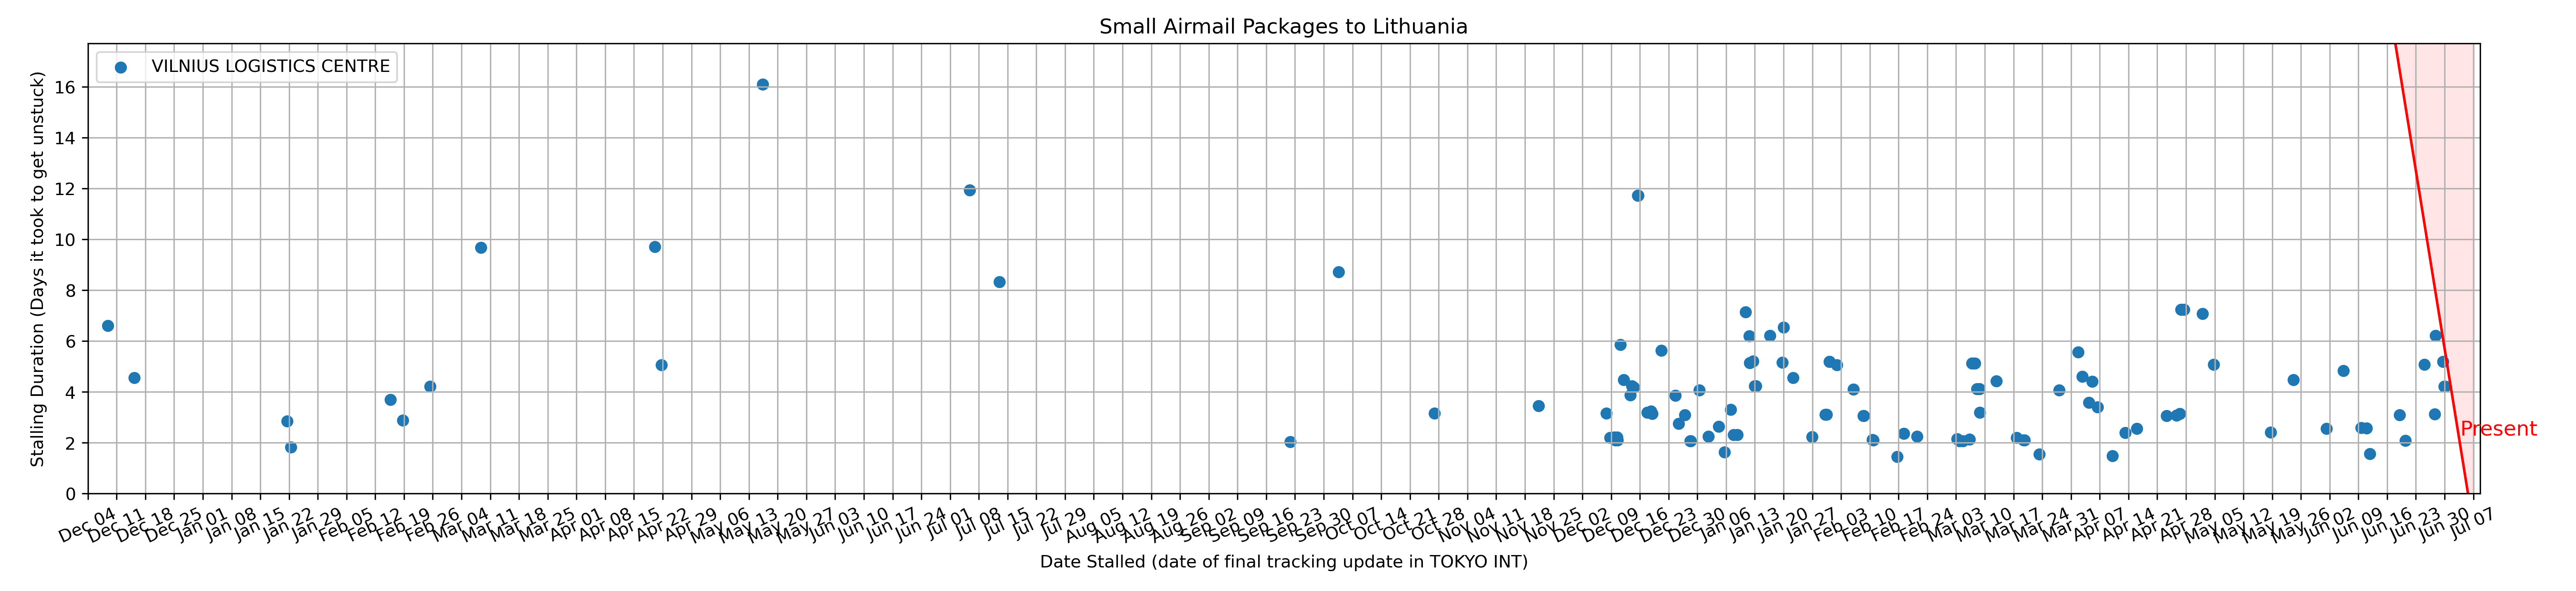 Small Airmail Packages to Lithuania
VILNIUS LOGISTICS CENTRE
Stalling Duration (Days it took to get unstuck)
16
14
12
10
8
6
4
2
0
Present
Dec 04 Dec 11 Dec 18 Dec 25 Jan 01 Jan 08 Jan 15 Jan 22 Jan 29 Feb 05 Feb 12 Feb 19 Feb 26 Mar 04 Mar 11 Mar 18 Mar 25 Apr 01 Apr 08 Apr 15 Apr 22 Apr 29 May 06 May 13 May 20 May 27 Jun 03 Jun 10 Jun 17 Jun 24 Jul 01 Jul 08 Jul 15 Jul 22 Jul 29 Aug 05 Aug 12 Aug 19 Aug 26 Sep 02 Sep 09 Sep 16 Sep 23 Sep 30 Oct 07 Oct 14 Oct 21 Oct 28 Nov 04 Nov 11 Nov 18 Nov 25 Dec 02 Dec 09 Dec 16 Dec 23 Dec 30 Jan 06 Jan 13 Jan 20 Jan 27 Feb 03 Feb 10 Feb 17 Feb 24 Mar 03 Mar 10 Mar 17 Mar 24 Mar 31 Apr 07 Apr 14 Apr 21 Apr 28 May 05 May 12 May 19 May 26 Jun 02 Jun 09 Jun 16 Jun 23 Jun 30 Jul 07
Date Stalled (date of final tracking update in TOKYO INT)